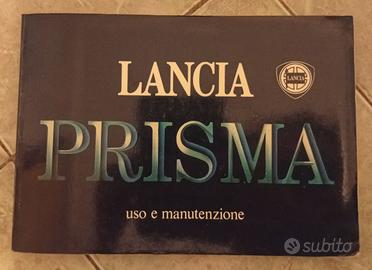 LANCIA
LANCIA
PRISMA
uso e manutenzione
subito